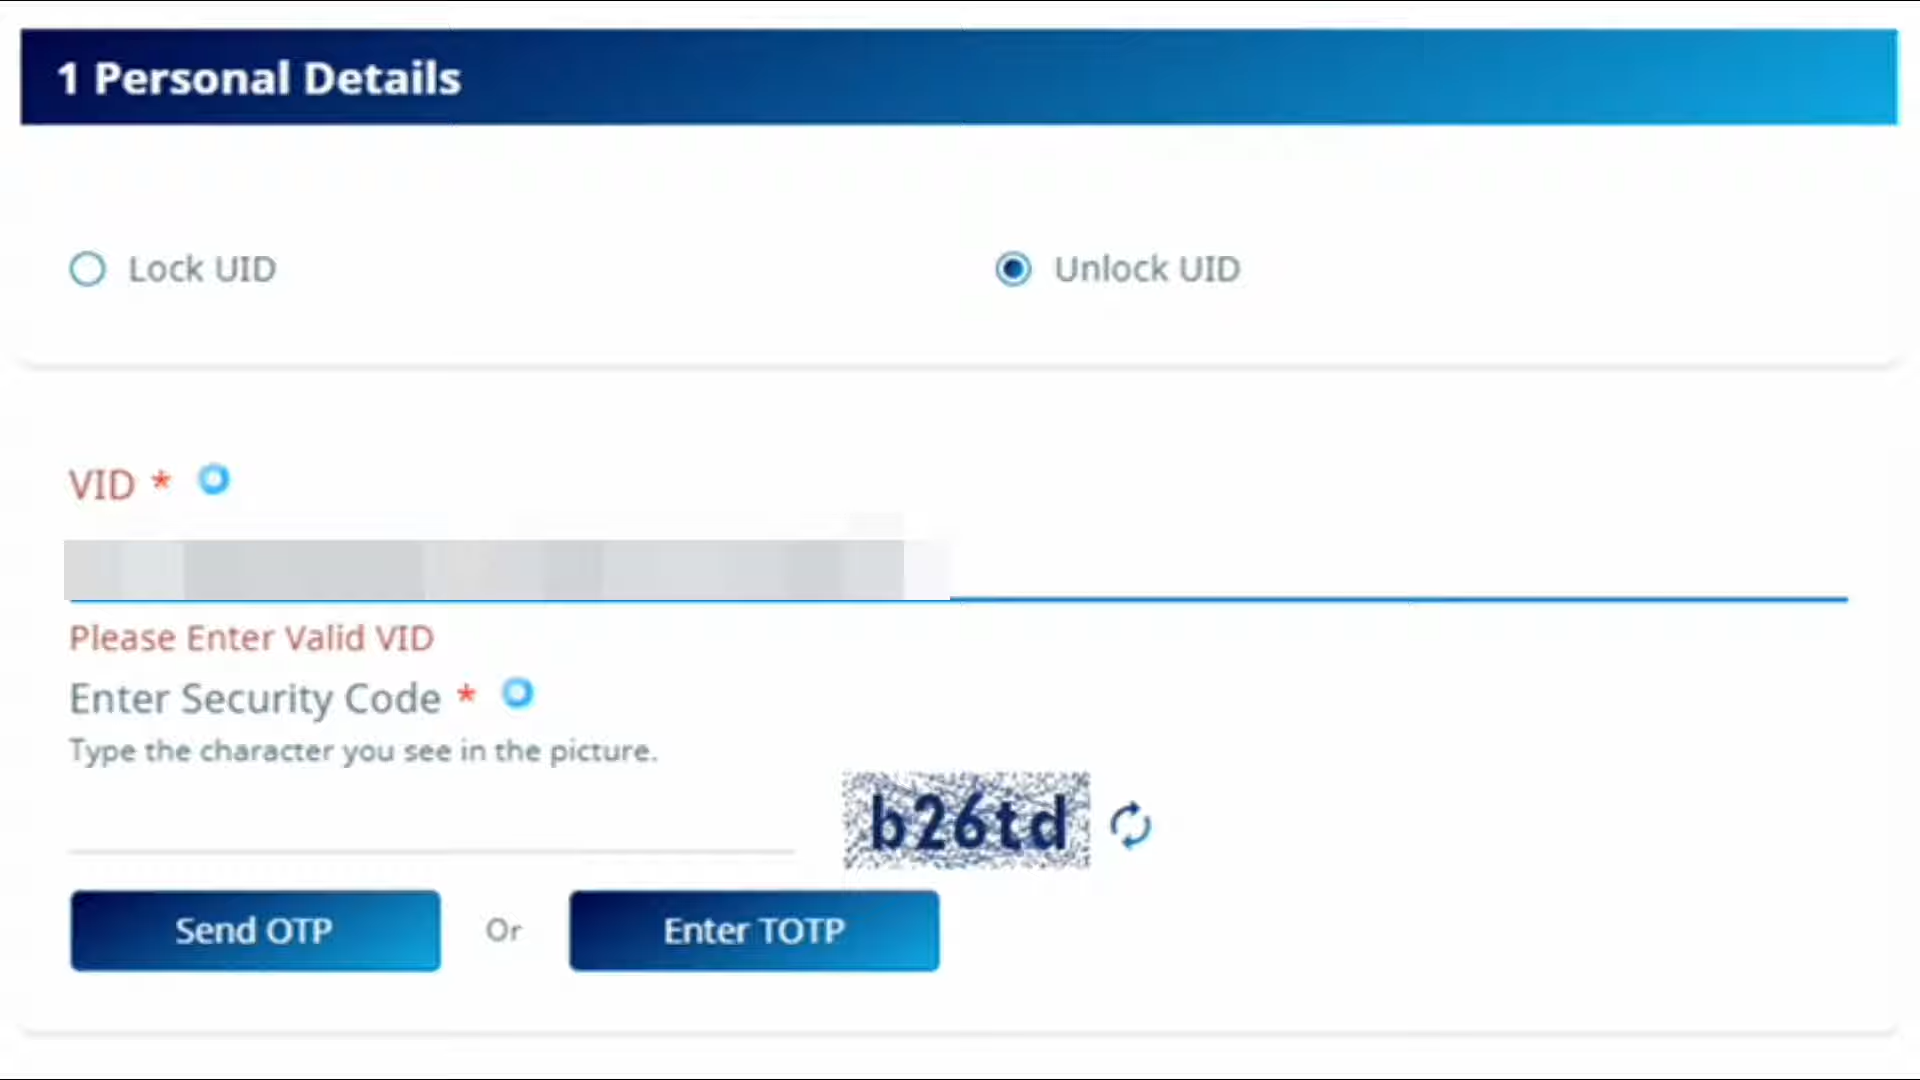 1 Personal Details
Lock UID
Unlock UID
VID *
Please Enter Valid VID
Enter Security Code *
Type the character you see in the picture.
b26td
Send OTP Or Enter TOTP